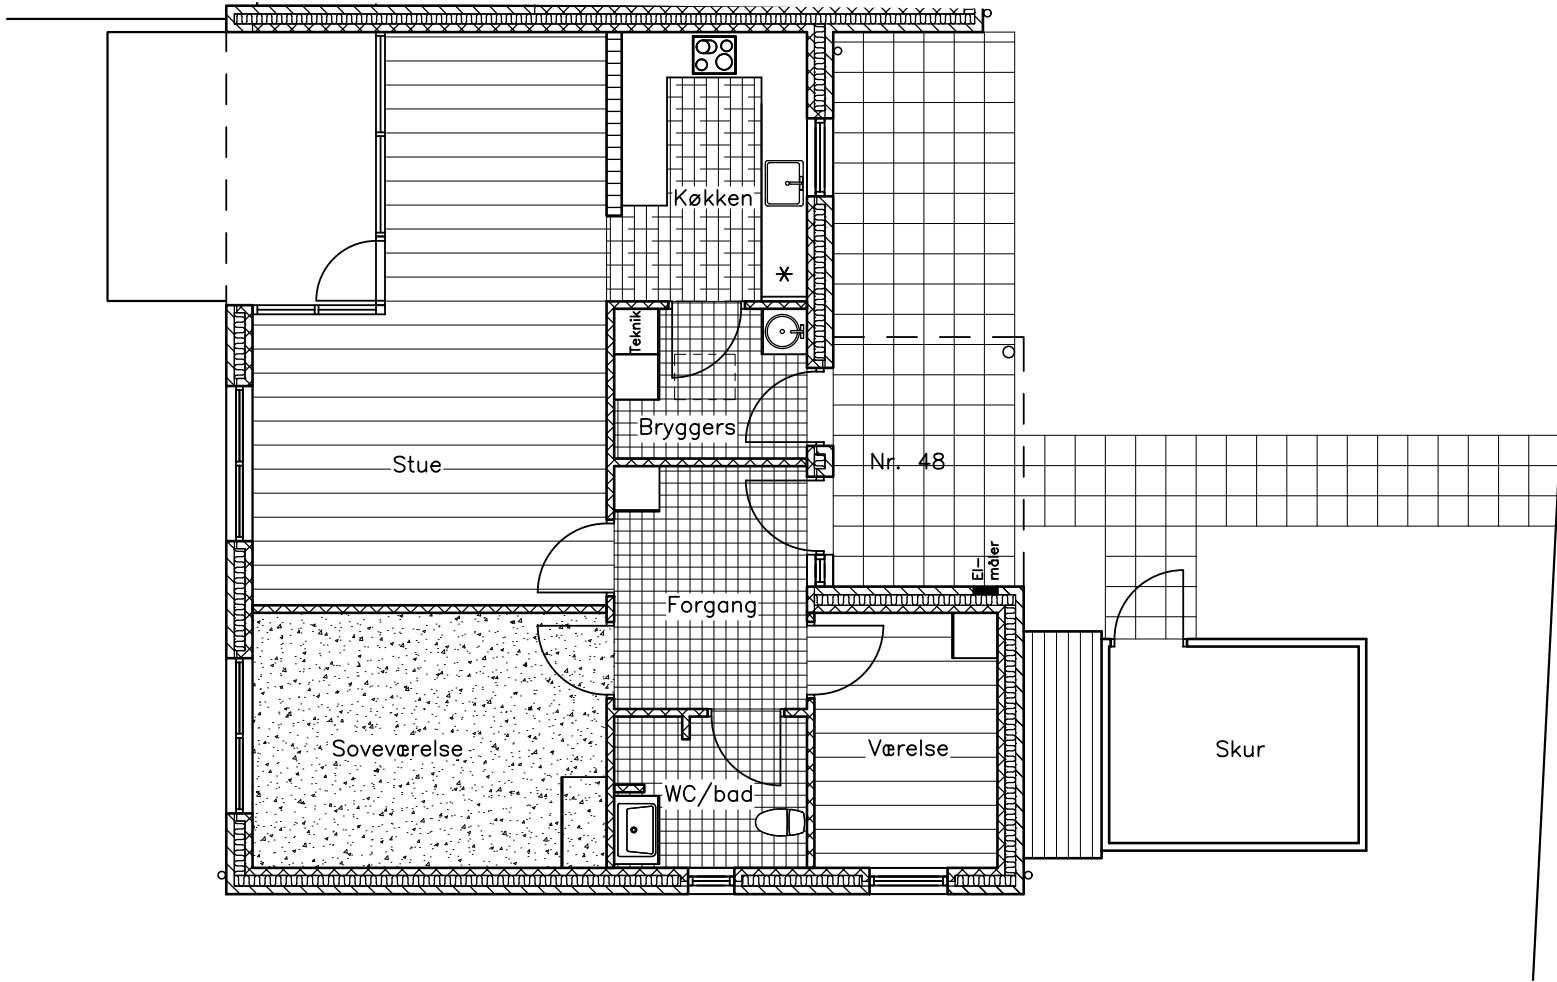 Køkken
Teknik
Bryggers
Stue
Nr. 48
El-
måler
Forgang
Soveværelse
Værelse
Skur
WC/bad